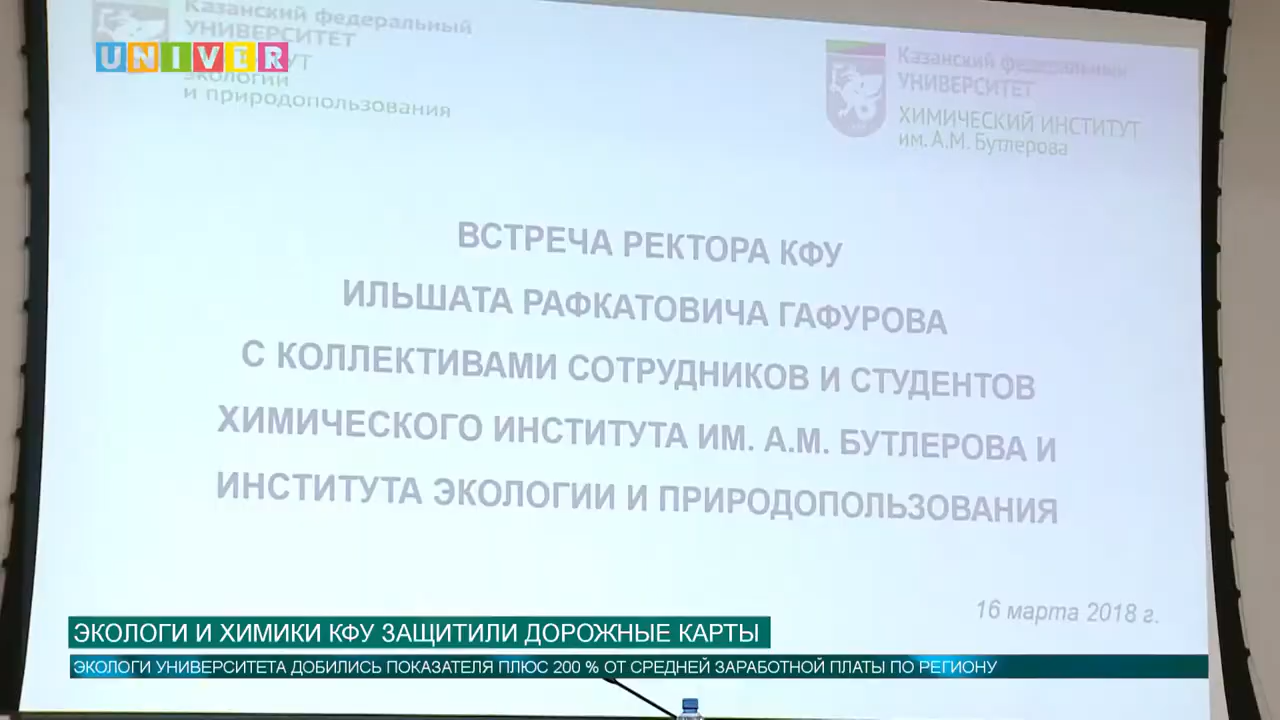 Казанский федеральный
УНИВЕРСИТЕТ
ЭКОЛОГИИ
и природопользования
UNIVER
Казанский федеральный
УНИВЕРСИТЕТ
ХИМИЧЕСКИЙ ИНСТИТУТ
им. А.М. Бутлерова
ВСТРЕЧА РЕКТОРА КФУ
ИЛЬШАТА РАФКАТОВИЧА ГАФУРОВА
С КОЛЛЕКТИВАМИ СОТРУДНИКОВ И СТУДЕНТОВ
ХИМИЧЕСКОГО ИНСТИТУТА ИМ. А.М. БУТЛЕРОВА И
ИНСТИТУТА ЭКОЛОГИИ И ПРИРОДОПОЛЬЗОВАНИЯ
16 марта 2018 г.
ЭКОЛОГИ И ХИМИКИ КФУ ЗАЩИТИЛИ ДОРОЖНЫЕ КАРТЫ
ЭКОЛОГИ УНИВЕРСИТЕТА ДОБИЛИСЬ ПОКАЗАТЕЛЯ ПЛЮС 200 % ОТ СРЕДНЕЙ ЗАРАБОТНОЙ ПЛАТЫ ПО РЕГИОНУ